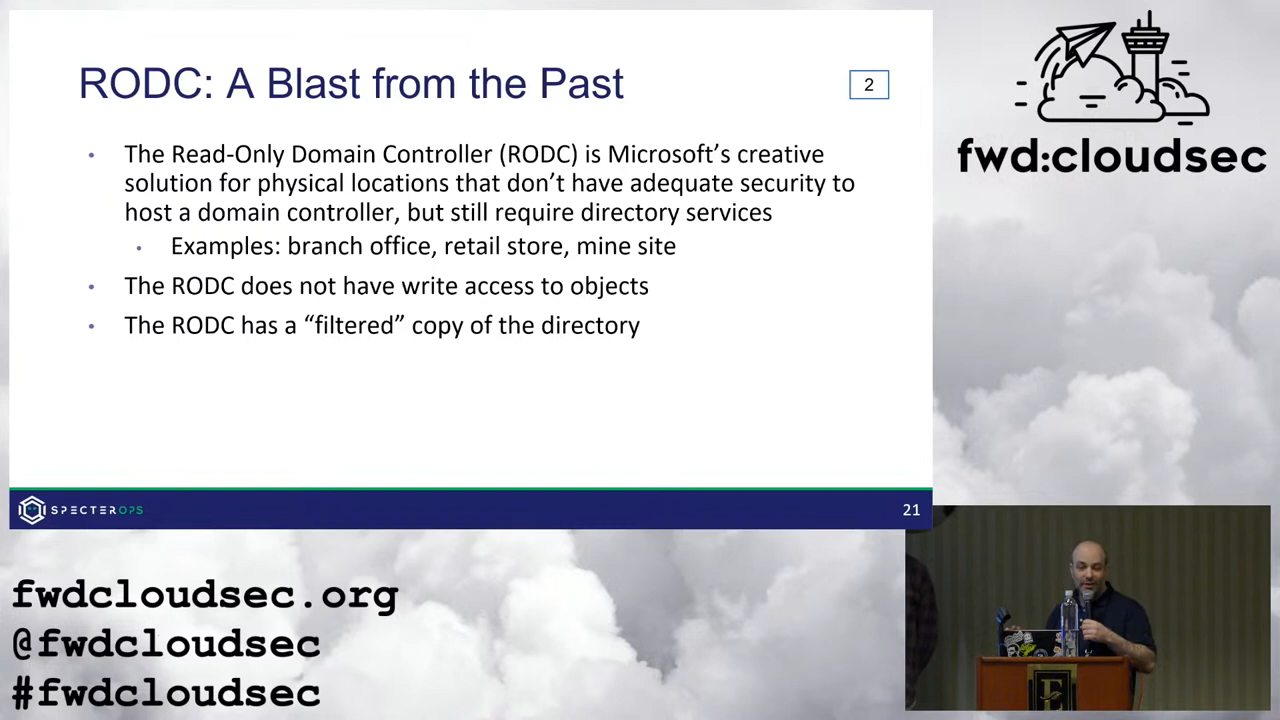 RODC: A Blast from the Past
2
• The Read-Only Domain Controller (RODC) is Microsoft’s creative
solution for physical locations that don’t have adequate security to
host a domain controller, but still require directory services
• Examples: branch office, retail store, mine site
• The RODC does not have write access to objects
• The RODC has a “filtered” copy of the directory
SPECTEROPS
21
fwd:cloudsec
fwdcloudsec.org
@fwdcloudsec
#fwdcloudsec
E